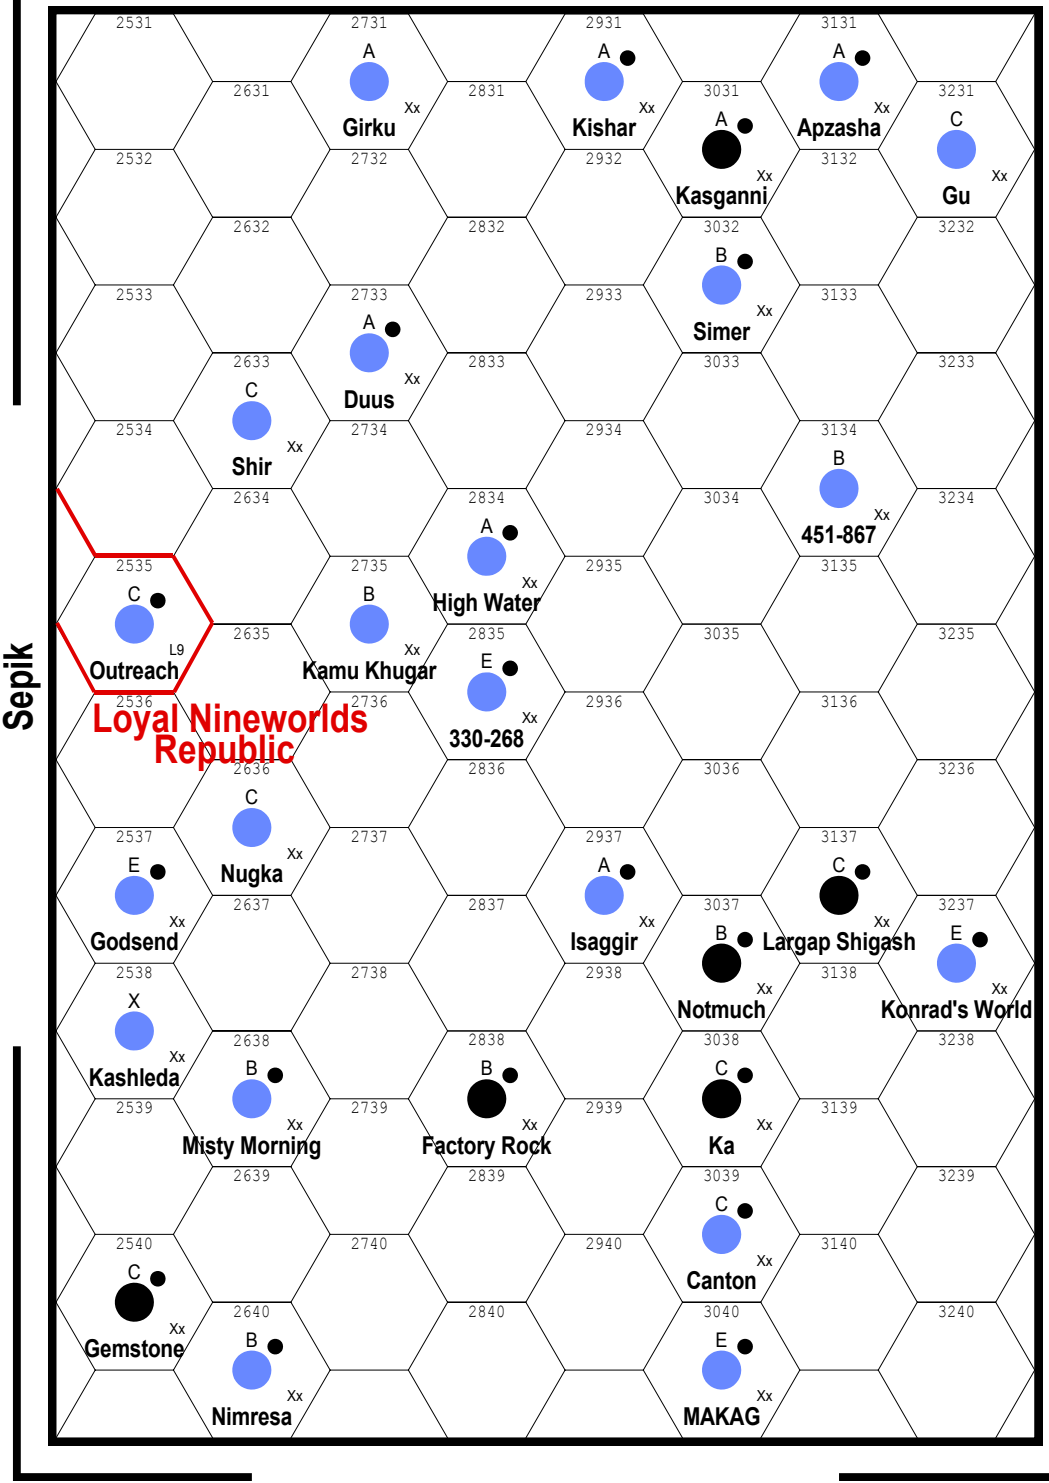 2531 2731 2931 3131
A A A
2631 2831 3031 3231
Xx Xx A Xx C
Girku Kishar Apzasha
2532 2732 2932 3132
Xx Xx
Kasganni Gu
2632 2832 3032 3232
B
2533 2733 2933 3133
Xx
A Simer
2633 2833 3033 3233
Xx
C Duus
2534 2734 2934 3134
Xx B
Shir
2634 2834 3034 3234
Xx
A 451-867
2535 2735 2935 3135
Xx
C B High Water
2635 2835 3035 3235
L9 Xx E
Outreach Kamu Khugar
2536 2736 2936 3136
Xx
Loyal Nineworlds
Republic
330-268
2636 2836 3036 3236
C
2537 2737 2937 3137
Xx
E Nugka A C
2637 2837 3037 3237
Xx Xx B Xx E
Godsend Isaggir Largap Shigash
2538 2738 2938 3138
X Xx Xx
Notmuch Konrad's World
2638 2838 3038 3238
Xx B B C
Kashleda
2539 2739 2939 3139
Xx Xx Xx
Misty Morning Factory Rock Ka
2639 2839 3039 3239
C
2540 2740 2940 3140
Xx
C Canton
2640 2840 3040 3240
Xx B E
Gemstone
Xx Xx
Nimresa MAKAG
Sepik